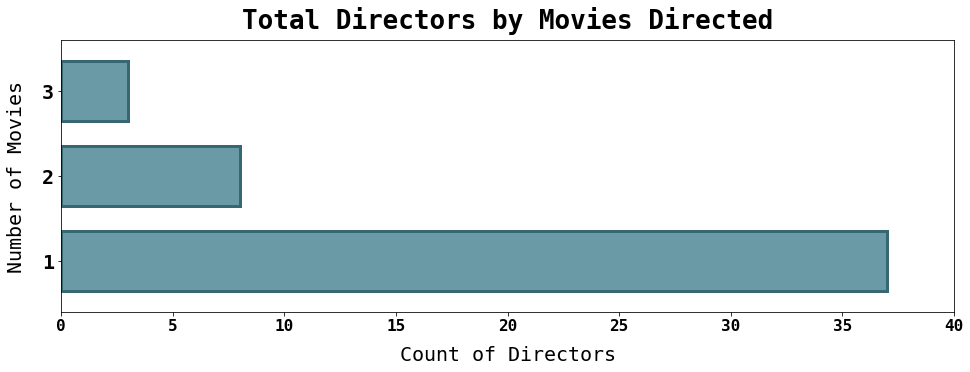 Total Directors by Movies Directed
Number of Movies
3
2
1
0 5 10 15 20 25 30 35 40
Count of Directors